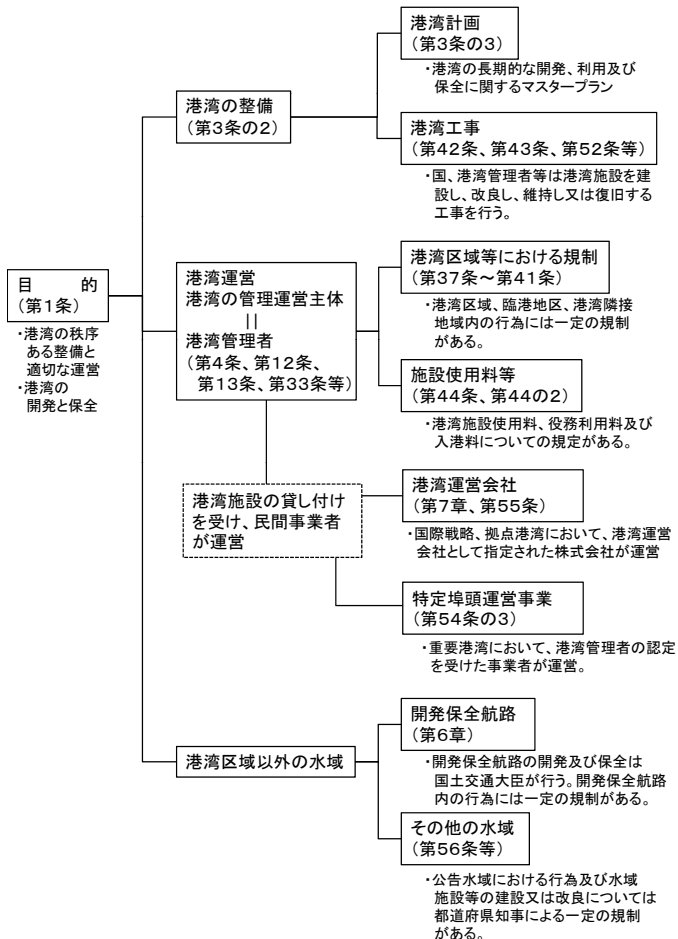 目　　的
（第１条）
・港湾の秩序
ある整備と
適切な運営
・港湾の
開発と保全
港湾の整備
（第３条の２）
港湾計画
（第３条の３）
・港湾の長期的な開発、利用及び
保全に関するマスタープラン
港湾工事
（第４２条、第４３条、第５２条等）
・国、港湾管理者等は港湾施設を建
設し、改良し、維持し又は復旧する
工事を行う。
港湾運営
港湾の管理運営主体
||
港湾管理者
（第４条、第１２条、
第１３条、第３３条等）
港湾区域等における規制
（第３７条～第４１条）
・港湾区域、臨港地区、港湾隣接
地域内の行為には一定の規制
がある。
施設使用料等
（第４４条、第４４の２）
・港湾施設使用料、役務利用料及び
入港料についての規定がある。
港湾施設の貸し付け
を受け、民間事業者
が運営
港湾運営会社
（第７章、第５５条）
・国際戦略、拠点港湾において、港湾運営
会社として指定された株式会社が運営
特定埠頭運営事業
（第５４条の３）
・重要港湾において、港湾管理者の認定
を受けた事業者が運営。
港湾区域以外の水域
開発保全航路
（第６章）
・開発保全航路の開発及び保全は
国土交通大臣が行う。開発保全航路
内の行為には一定の規制がある。
その他の水域
（第５６条等）
・公告水域における行為及び水域
施設等の建設又は改良については
都道府県知事による一定の規制
がある。